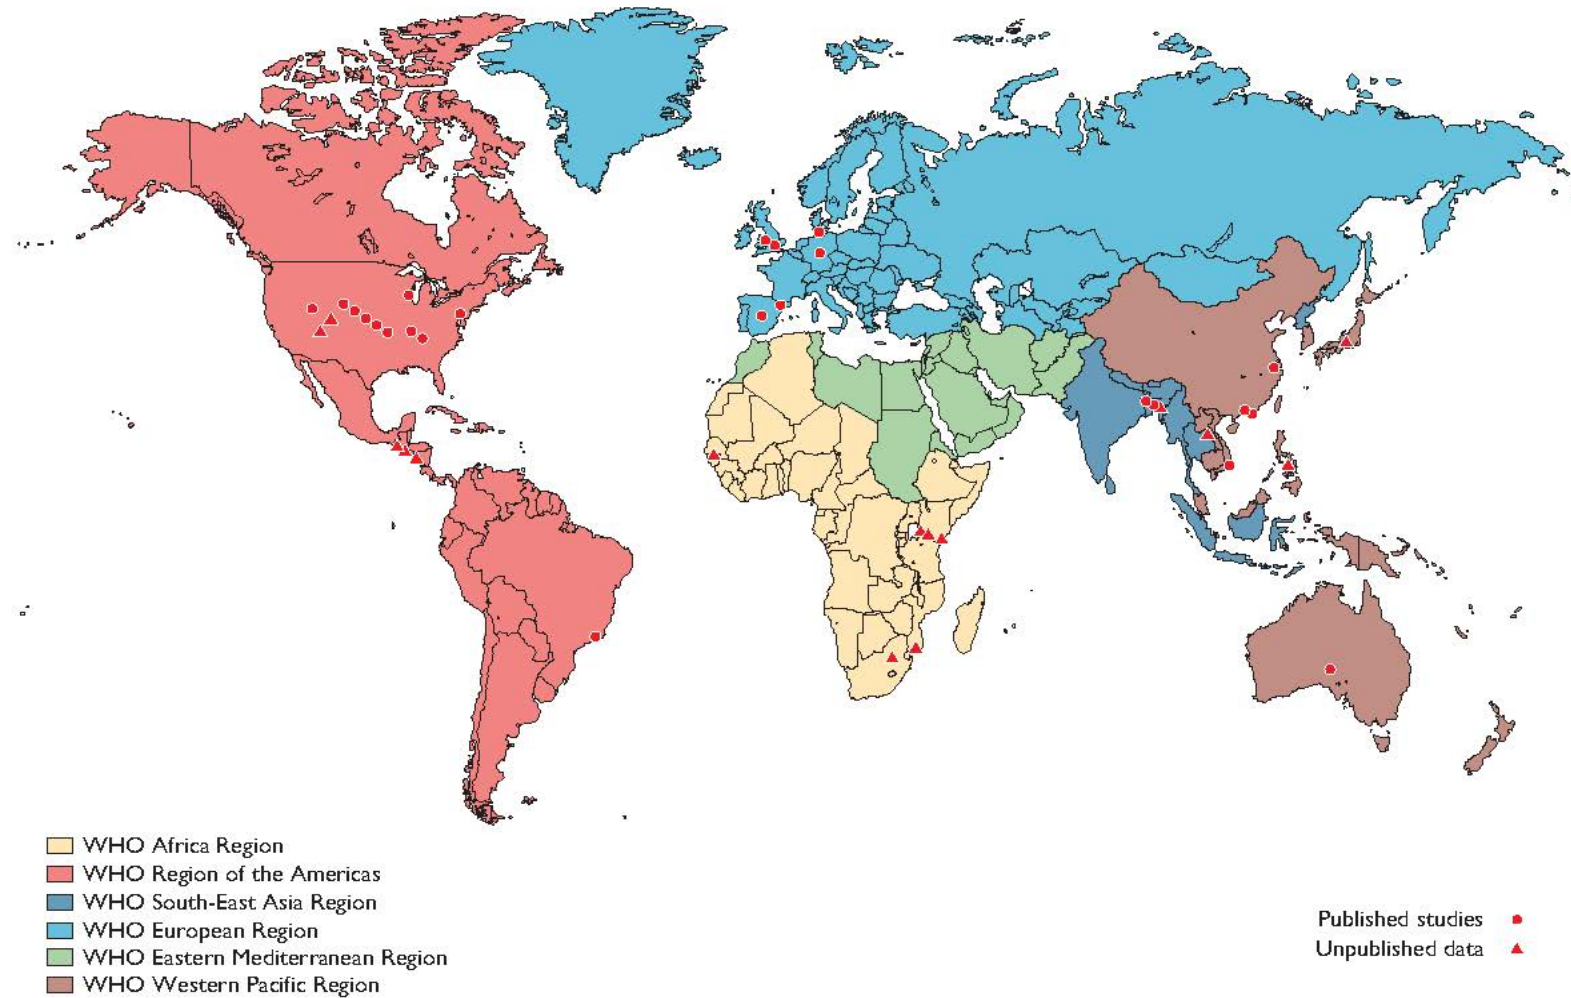 WHO Africa Region
WHO Region of the Americas
WHO South-East Asia Region
WHO European Region
WHO Eastern Mediterranean Region
WHO Western Pacific Region
Published studies
Unpublished data